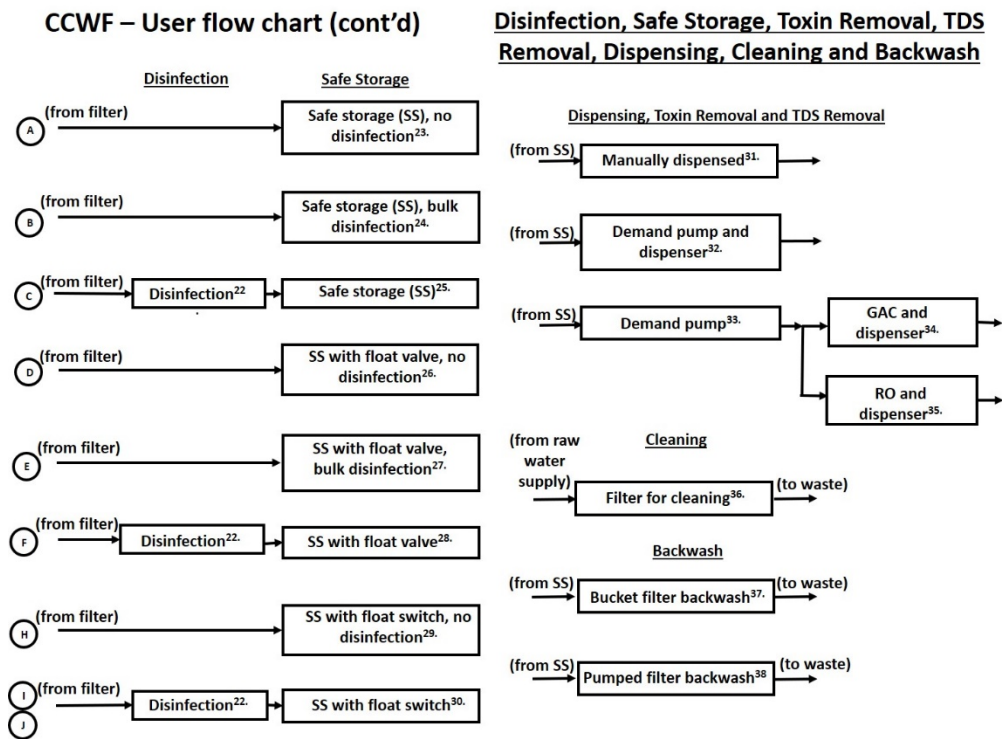 CCWF – User flow chart (cont’d)
Disinfection
Safe Storage
A
(from filter)
Safe storage (SS), no
disinfection23.
B
(from filter)
Safe storage (SS), bulk
disinfection24.
C
(from filter)
Disinfection22
Safe storage (SS)25.
D
(from filter)
SS with float valve, no
disinfection26.
E
(from filter)
SS with float valve,
bulk disinfection27.
F
(from filter)
Disinfection22.
SS with float valve28.
H
(from filter)
SS with float switch, no
disinfection29.
I
J
(from filter)
Disinfection22.
SS with float switch30.
Disinfection, Safe Storage, Toxin Removal, TDS
Removal, Dispensing, Cleaning and Backwash
Dispensing, Toxin Removal and TDS Removal
(from SS)
Manually dispensed31.
(from SS)
Demand pump and
dispenser32.
(from SS)
Demand pump33.
GAC and
dispenser34.
RO and
dispenser35.
Cleaning
(from raw
water
supply)
Filter for cleaning36.
(to waste)
Backwash
(from SS)
Bucket filter backwash37.
(to waste)
(from SS)
Pumped filter backwash38
(to waste)